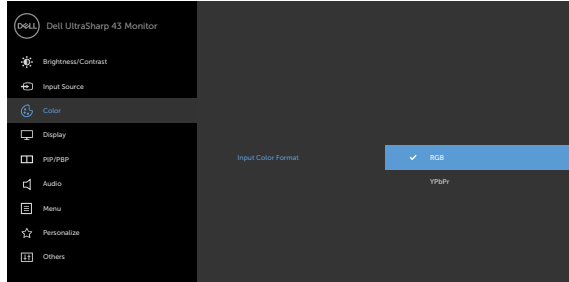 DELL Dell UltraSharp 43 Monitor
Brightness/Contrast
Input Source
Color
Display
Input Color Format ✓ RGB
PIP/PBP
YPbPr
Audio
Menu
Personalize
Others